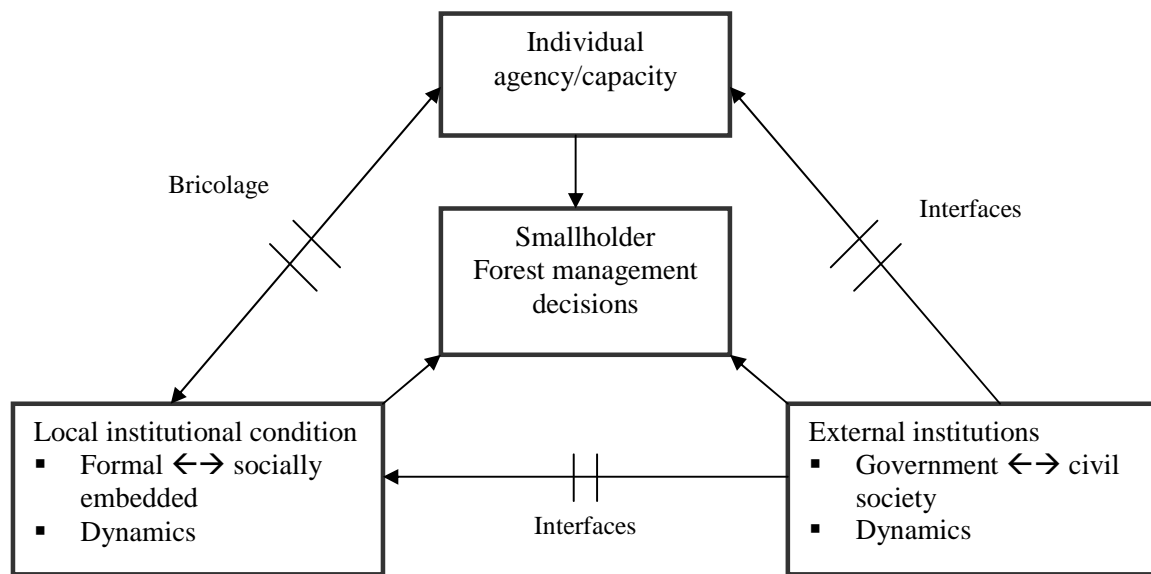 Individual
agency/capacity
Bricolage
Interfaces
Smallholder
Forest management
decisions
Local institutional condition
▪ Formal ←→ socially
embedded
▪ Dynamics
Interfaces
External institutions
▪ Government ←→ civil
society
▪ Dynamics